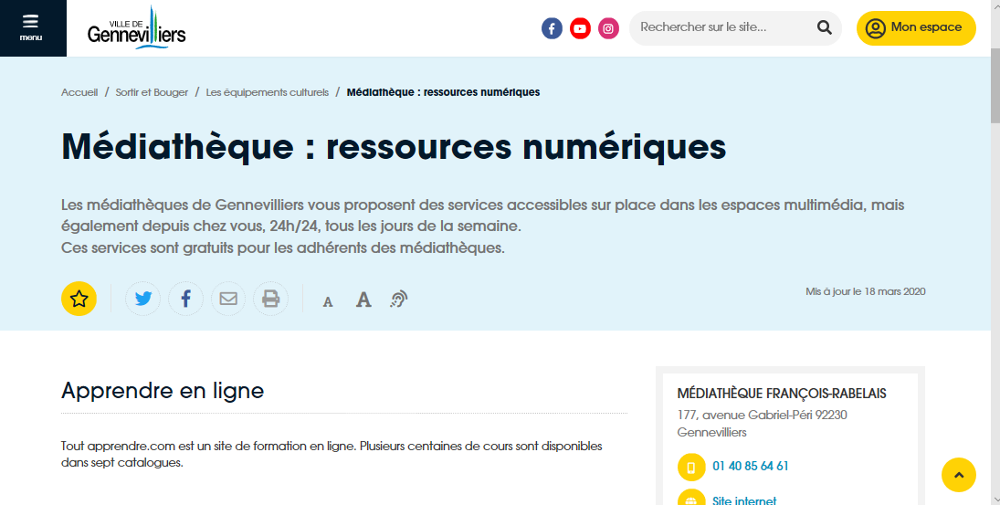 menu
VILLE DE
Gennevilliers
Rechercher sur le site...
Mon espace
Accueil / Sortir et Bouger / Les équipements culturels / Médiathèque : ressources numériques
Médiathèque : ressources numériques
Les médiathèques de Gennevilliers vous proposent des services accessibles sur place dans les espaces multimédia, mais
également depuis chez vous, 24h/24, tous les jours de la semaine.
Ces services sont gratuits pour les adhérents des médiathèques.
A A
Mis à jour le 18 mars 2020
Apprendre en ligne
Tout apprendre.com est un site de formation en ligne. Plusieurs centaines de cours sont disponibles
dans sept catalogues.
MÉDIATHÈQUE FRANÇOIS-RABELAIS
177, avenue Gabriel-Péri 92230
Gennevilliers
01 40 85 64 61
Site internet